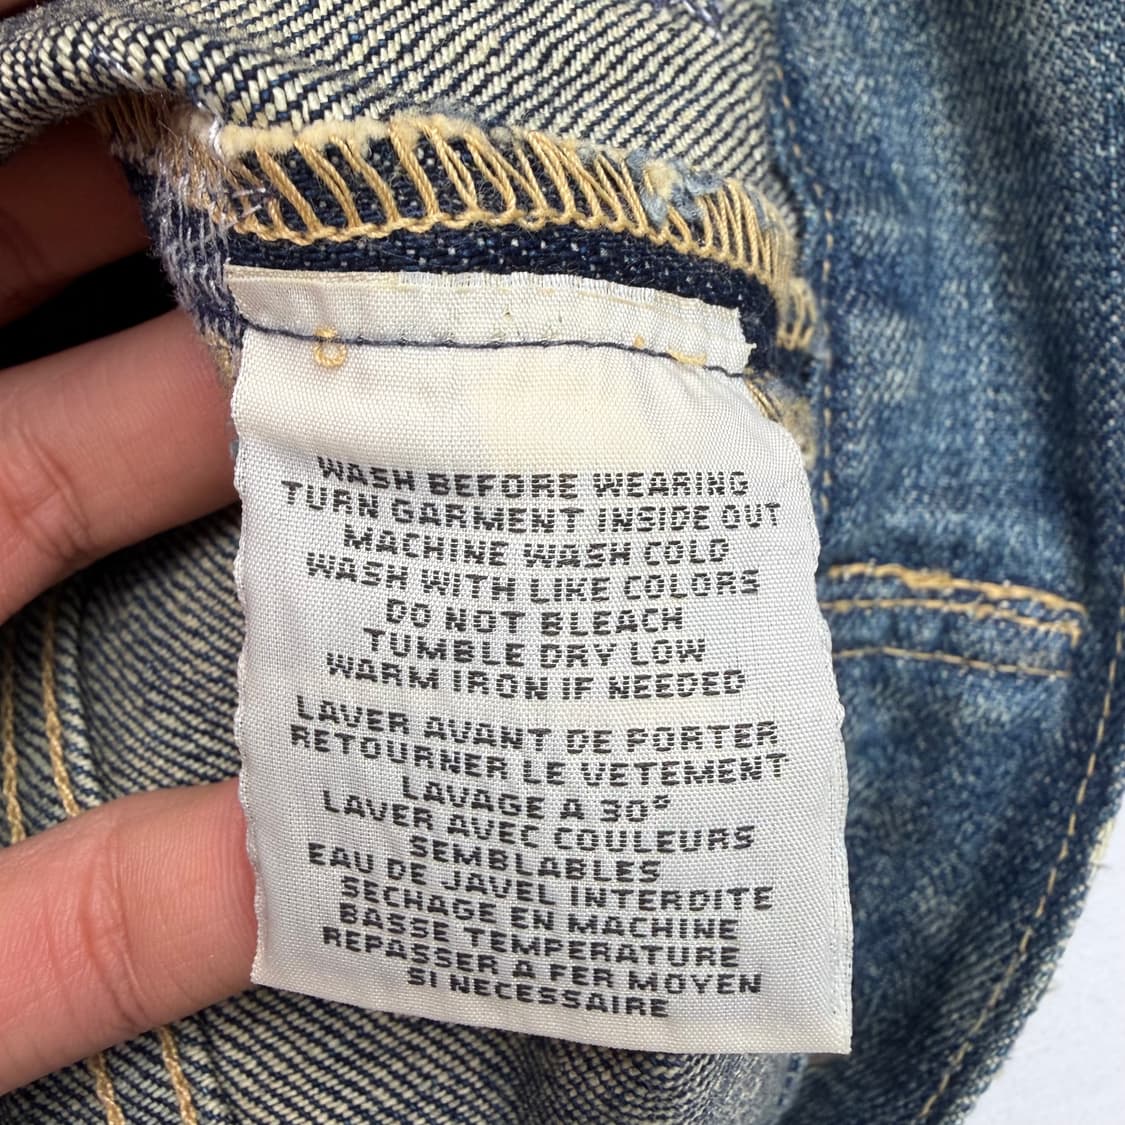 WASH BEFORE WEARING
TURN GARMENT INSIDE OUT
MACHINE WASH COLD
WASH WITH LIKE COLORS
DO NOT BLEACH
TUMBLE DRY LOW
WARM IRON IF NEEDED
LAVER AVANT DE PORTER
RETOURNER LE VETEMENT
LAVAGE A 30°
LAVER AVEC COULEURS
SEMBLABLES
EAU DE JAVEL INTERDITE
SECHAGE EN MACHINE
BASSE TEMPERATURE
REPASSER A FER MOYEN
SI NECESSAIRE